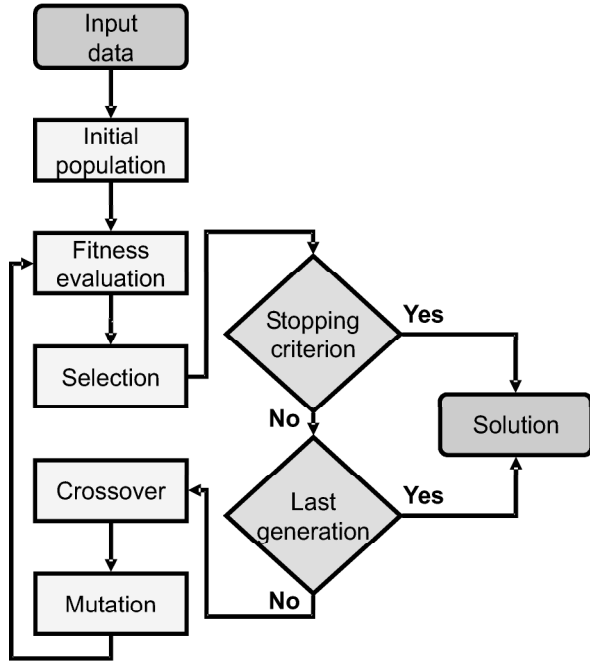 Input
data
Initial
population
Fitness
evaluation
Selection
Stopping
criterion
Yes
No
Solution
Last
generation
Yes
No
Crossover
Mutation